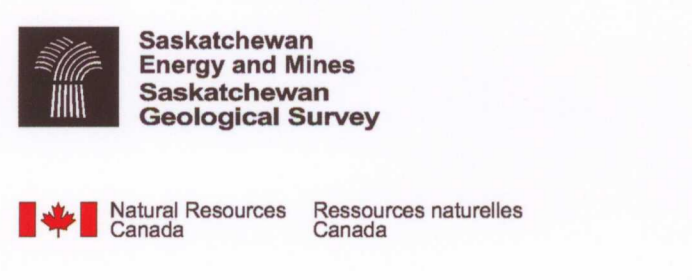 Saskatchewan
Energy and Mines
Saskatchewan
Geological Survey
Natural Resources Ressources naturelles
Canada Canada